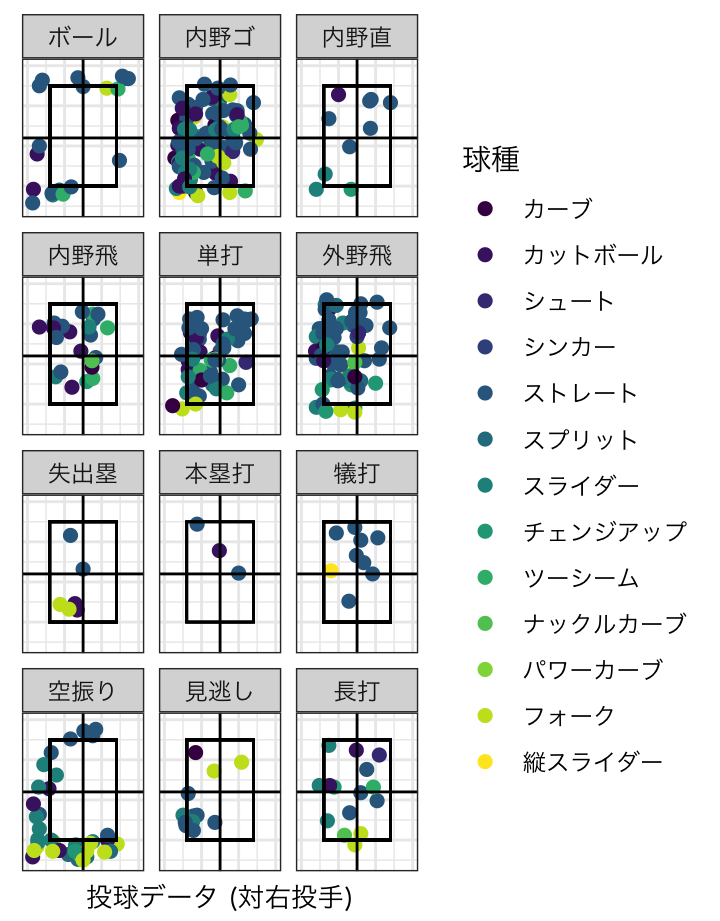 ボール 内野ゴ 内野直
内野飛 単打 外野飛
失出塁 本塁打 犠打
空振り 見逃し 長打
投球データ (対右投手)
球種
カーブ
カットボール
シュート
シンカー
ストレート
スプリット
スライダー
チェンジアップ
ツーシーム
ナックルカーブ
パワーカーブ
フォーク
縦スライダー